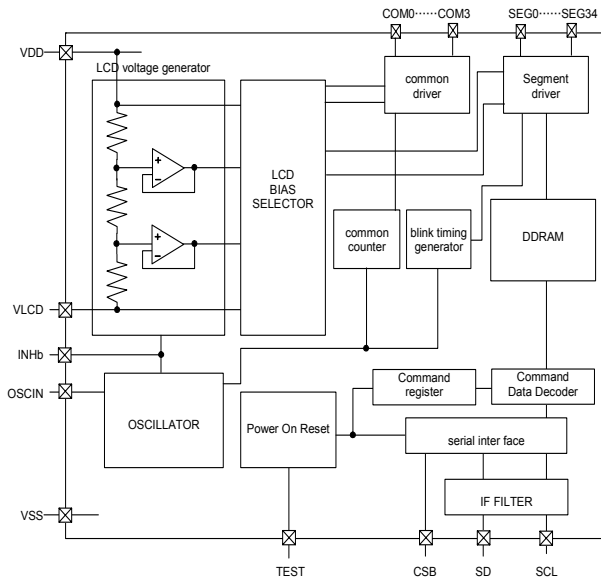 COM0……COM3
SEG0……SEG34
VDD
LCD voltage generator
common
driver
Segment
driver
LCD
BIAS
SELECTOR
common
counter
blink timing
generator
DDRAM
VLCD
INHb
OSCIN
OSCILLATOR
Power On Reset
Command
register
Command
Data Decoder
serial inter face
IF FILTER
VSS
TEST
CSB
SD
SCL